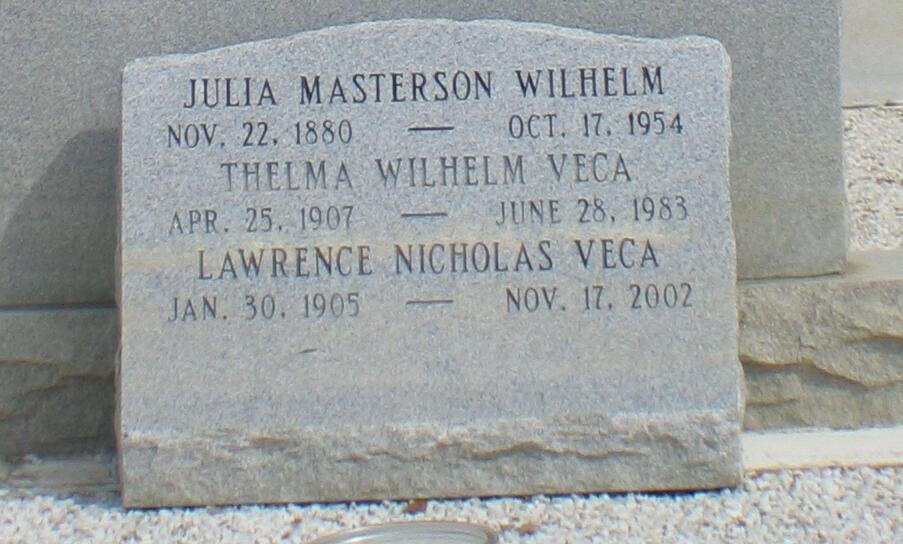 JULIA MASTERSON WILHELM
NOV. 22, 1880 — OCT. 17, 1954
THELMA WILHELM VECA
APR. 25, 1907 — JUNE 28, 1983
LAWRENCE NICHOLAS VECA
JAN. 30, 1905 — NOV. 17, 2002